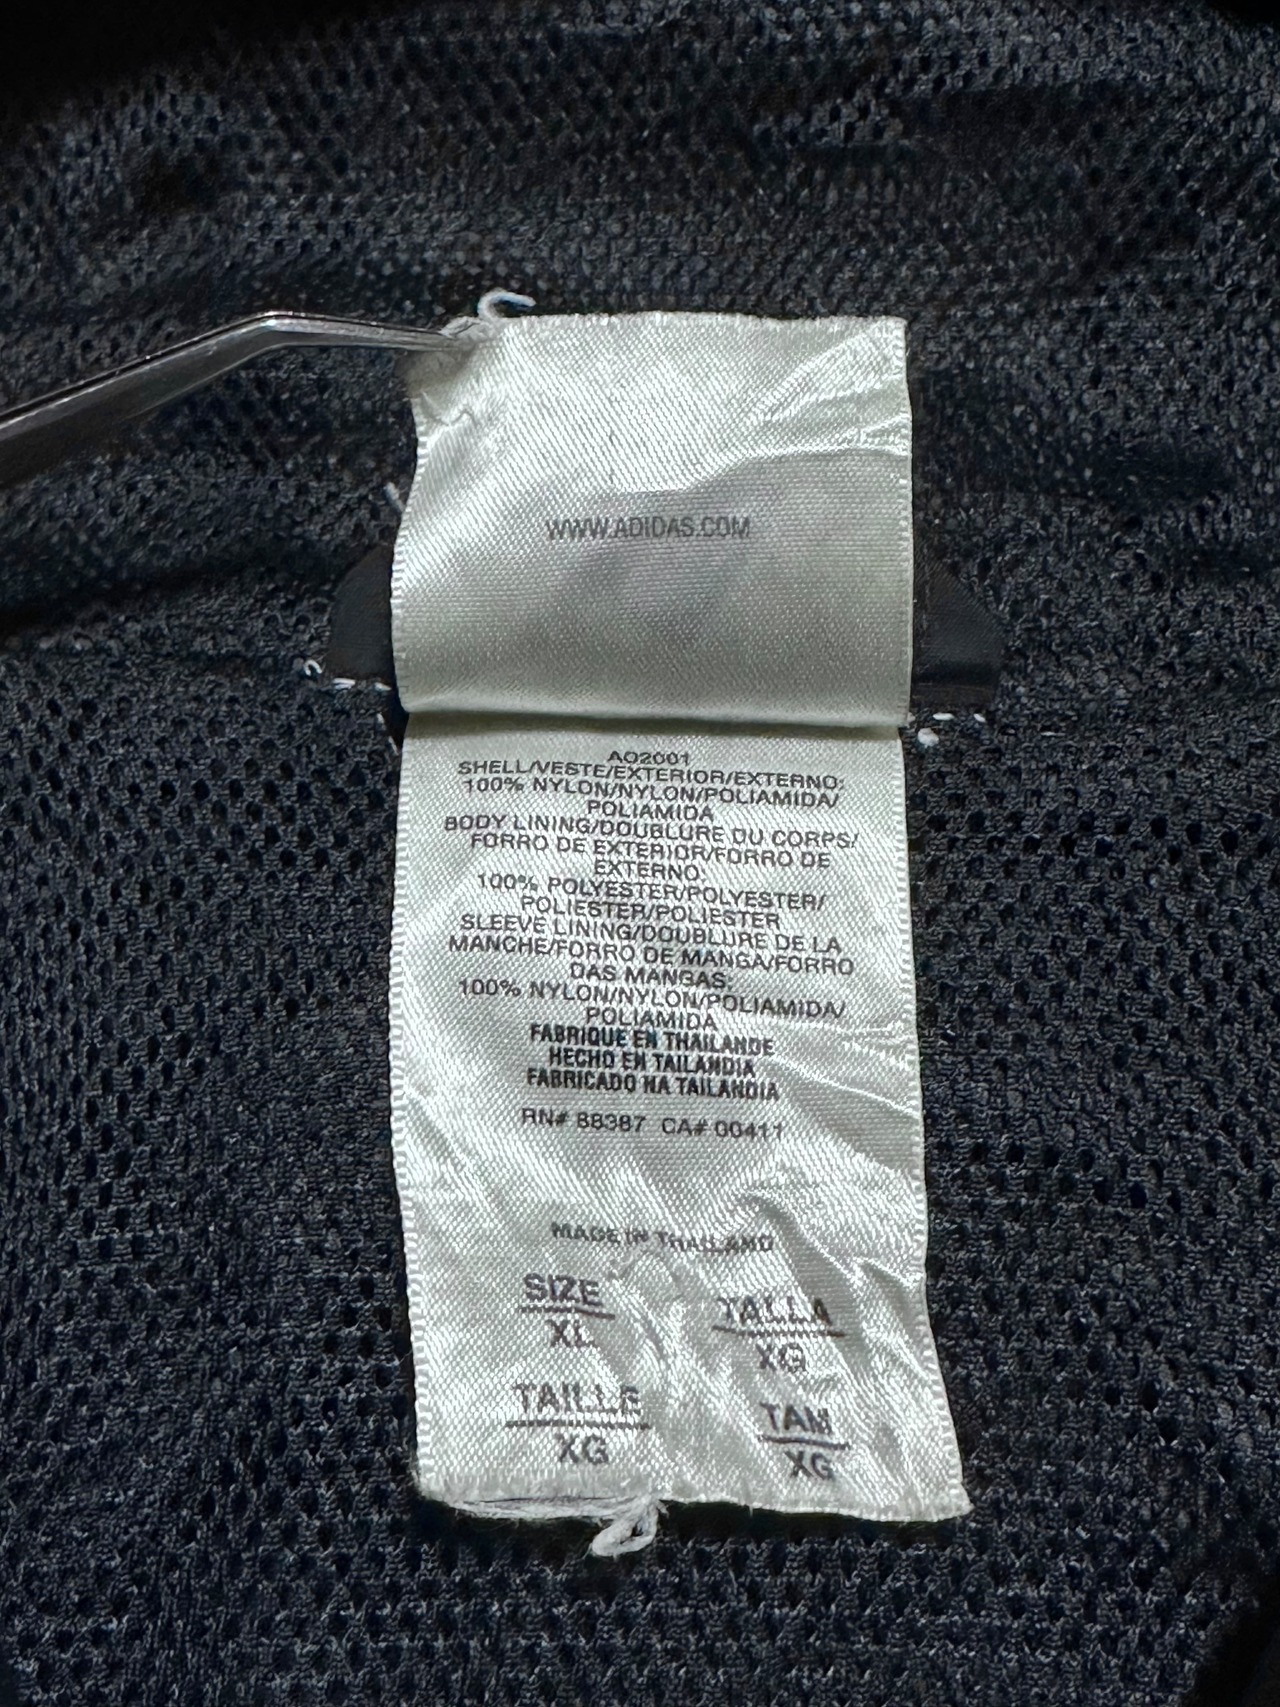 WWW.ADIDAS.COM
AO2001
SHELL/VESTE/EXTERIOR/EXTERNO:
100% NYLON/NYLON/POLIAMIDA/
POLIAMIDA
BODY LINING/DOUBLURE DU CORPS/
FORRO DE EXTERIOR/FORRO DE
EXTERNO:
100% POLYESTER/POLYESTER/
POLIESTER/POLIESTER
SLEEVE LINING/DOUBLURE DE LA
MANCHE/FORRO DE MANGA/FORRO
DAS MANGAS:
100% NYLON/NYLON/POLIAMIDA/
POLIAMIDA
FABRIQUE EN THAILANDE
HECHO EN TAILANDIA
FABRICADO NA TAILANDIA
RN# 88387 CA# 00411
MADE IN THAILAND
SIZE
XL
TALLA
XG
TAILLE
XG
TAM
XG